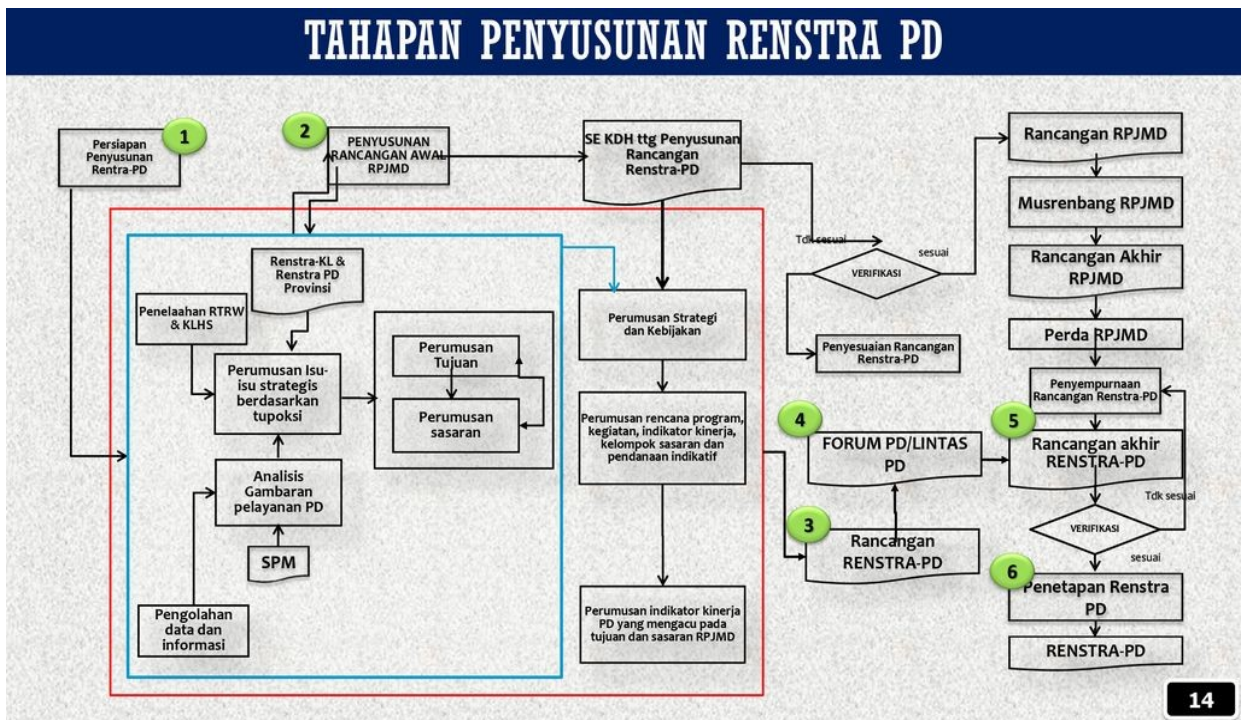 TAHAPAN PENYUSUNAN RENSTRA PD
1
Persiapan
Penyusunan
Rentra-PD
2
PENYUSUNAN
RANCANGAN AWAL
RPJMD
SE KDH ttg Penyusunan
Rancangan
Renstra-PD
Rancangan RPJMD
Musrenbang RPJMD
Rancangan Akhir
RPJMD
Perda RPJMD
Penyempurnaan
Rancangan Renstra-PD
Tdk sesuai
sesuai
VERIFIKASI
Penyesuaian Rancangan
Renstra-PD
Renstra-KL &
Renstra PD
Provinsi
Penelaahan RTRW
& KLHS
Perumusan Isu-
isu strategis
berdasarkan
tupoksi
Perumusan
Tujuan
Perumusan
sasaran
Analisis
Gambaran
pelayanan PD
SPM
Pengolahan
data dan
informasi
Perumusan Strategi
dan Kebijakan
Perumusan rencana program,
kegiatan, indikator kinerja,
kelompok sasaran dan
pendanaan indikatif
Perumusan indikator kinerja
PD yang mengacu pada
tujuan dan sasaran RPJMD
3
Rancangan
RENSTRA-PD
4
FORUM PD/LINTAS
PD
5
Rancangan akhir
RENSTRA-PD
Tdk sesuai
VERIFIKASI
sesuai
6
Penetapan Renstra
PD
RENSTRA-PD
14